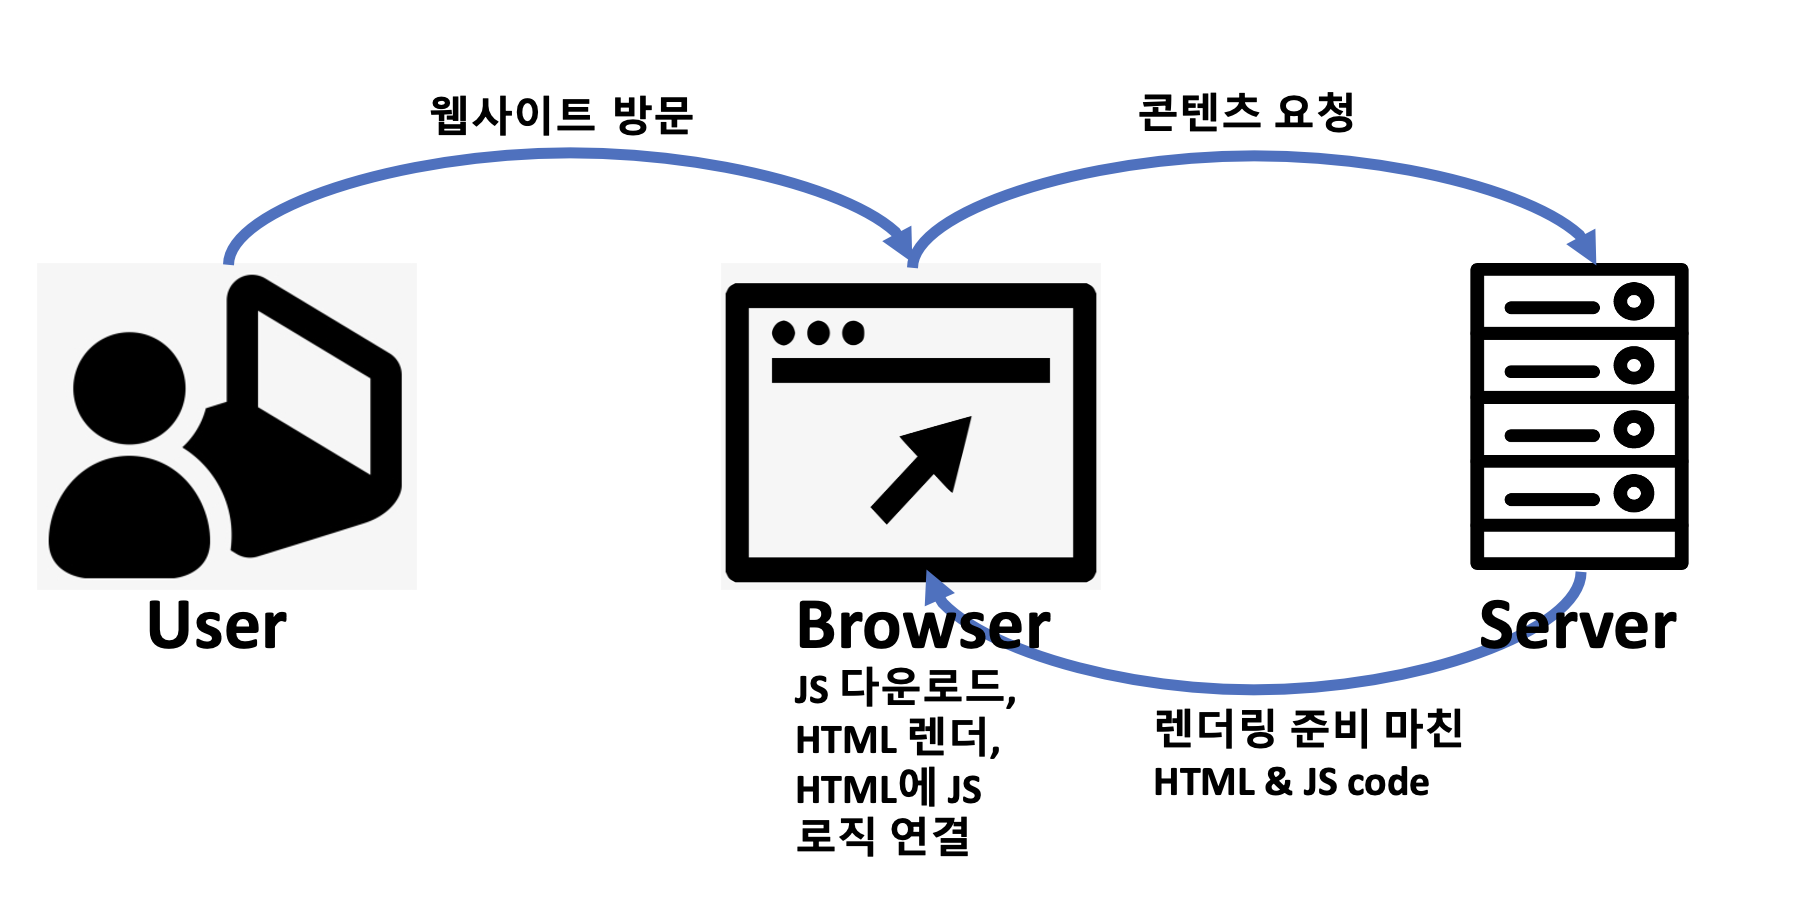 웹사이트 방문
콘텐츠 요청
User
Browser
Server
JS 다운로드,
HTML 렌더,
HTML에 JS
로직 연결
렌더링 준비 마친
HTML & JS code